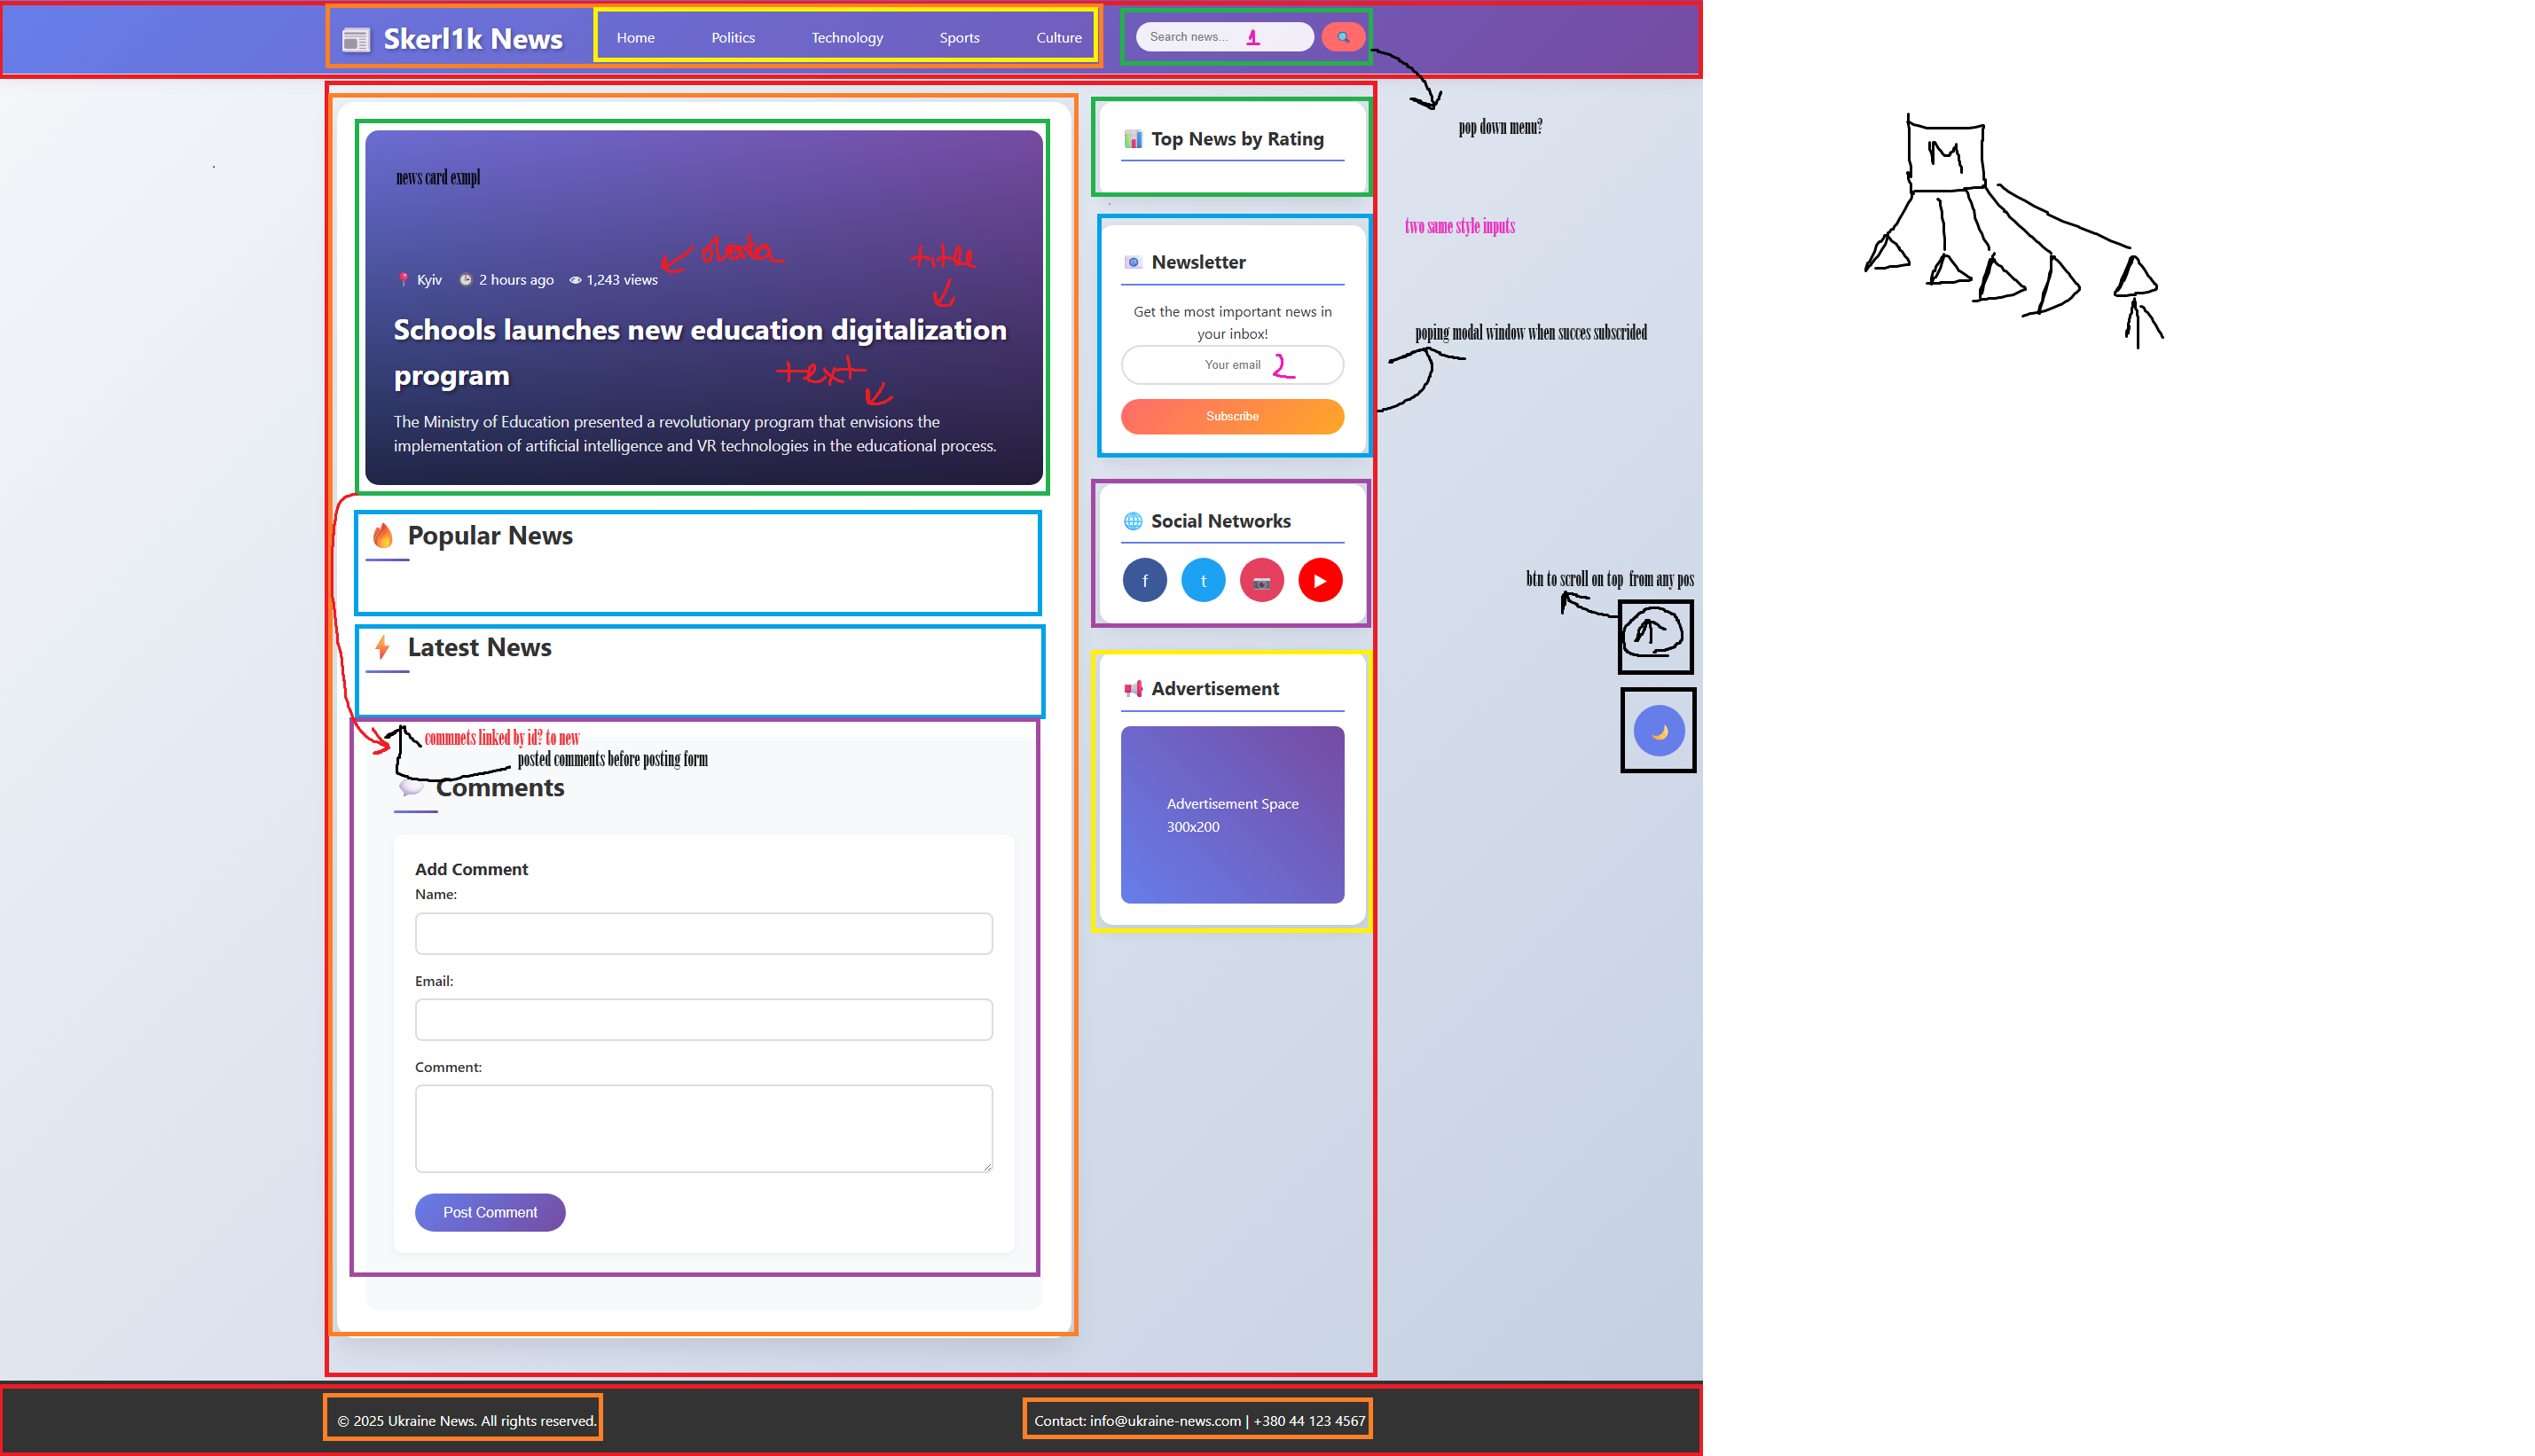 Skerl1k News
Home
Politics
Technology
Sports
Culture
Search news...
1
pop down menu?
M
news card exmpl
Kyiv
2 hours ago
1,243 views
data
title
Schools launches new education digitalization
program
text
The Ministry of Education presented a revolutionary program that envisions the
implementation of artificial intelligence and VR technologies in the educational process.
Popular News
Latest News
commnets linked by id? to new
posted comments before posting form
Comments
Add Comment
Name:
Email:
Comment:
Post Comment
Top News by Rating
two same style inputs
Newsletter
Get the most important news in
your inbox!
Your email
2
Subscribe
poping modal window when succes subscrided
Social Networks
f
t
btn to scroll on top from any pos
Advertisement
Advertisement Space
300x200
© 2025 Ukraine News. All rights reserved.
Contact: info@ukraine-news.com | +380 44 123 4567